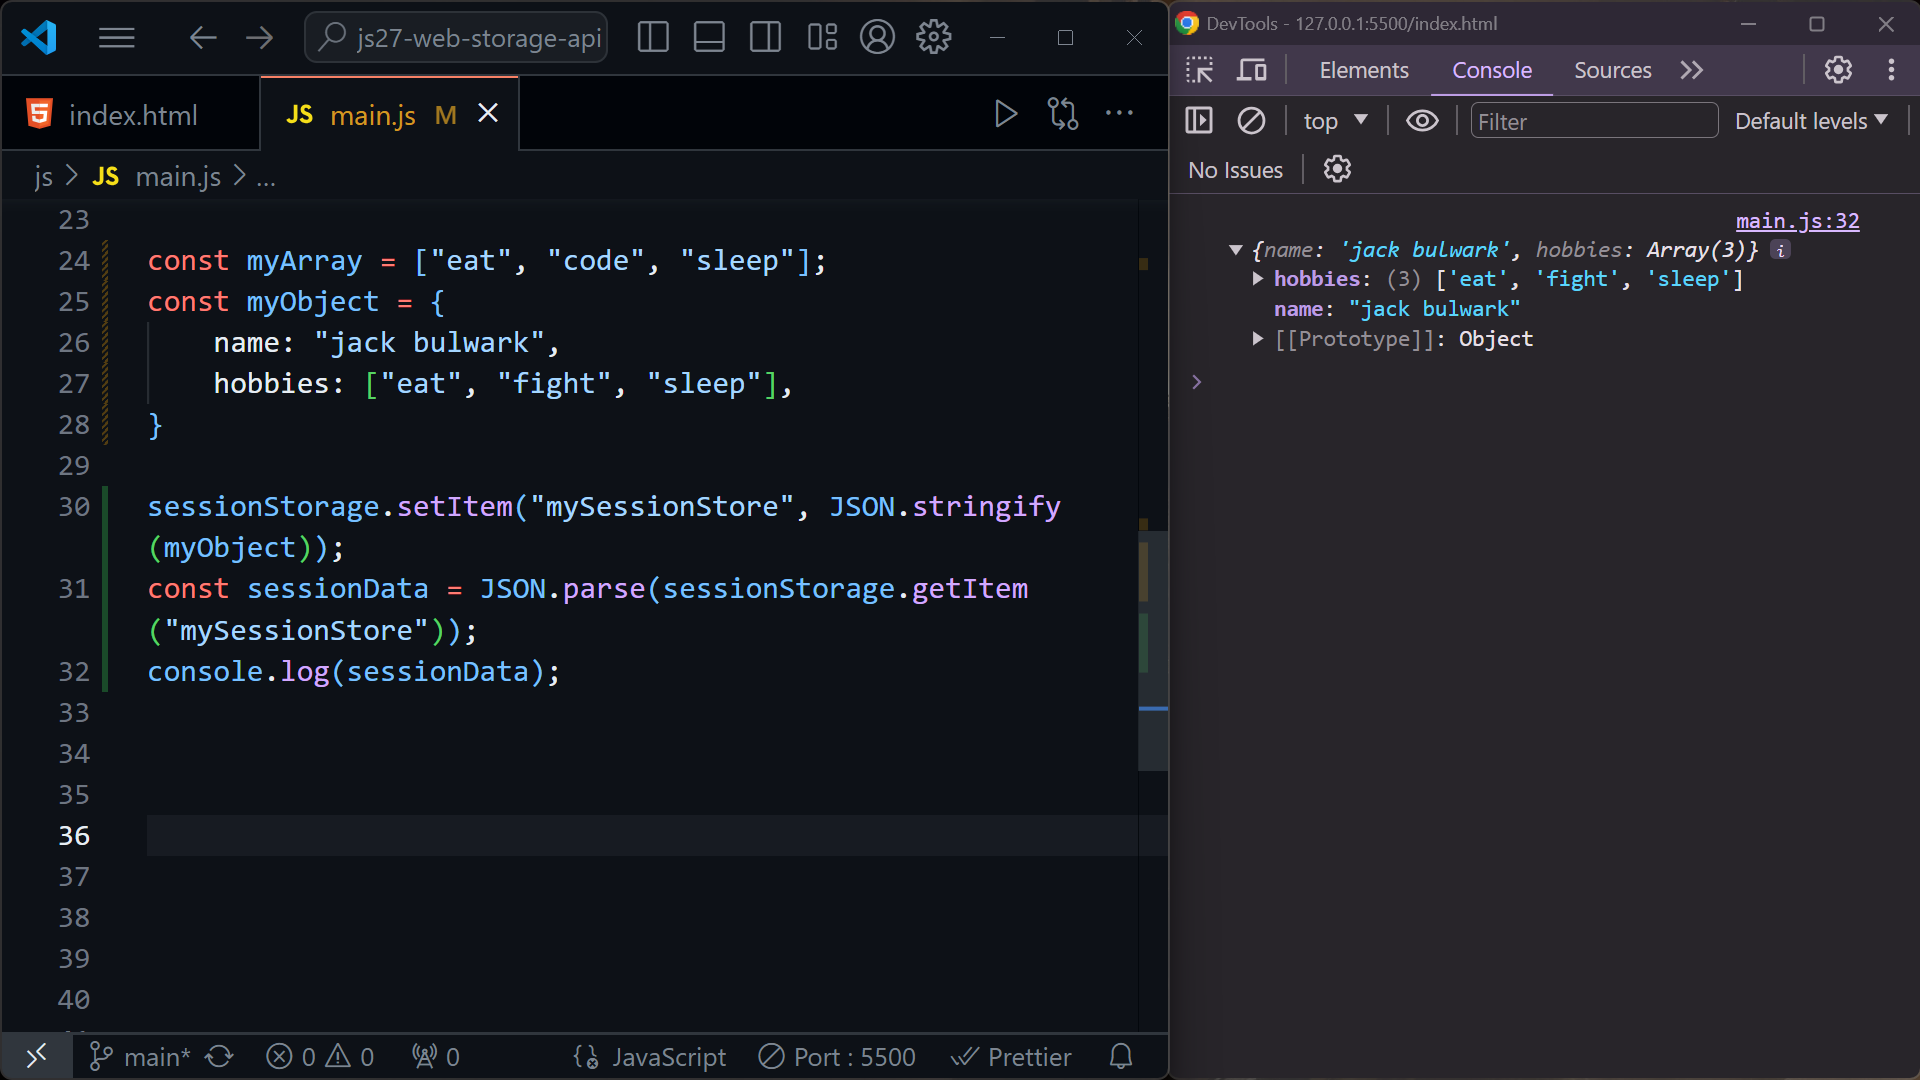 js27-web-storage-api
index.html
JS main.js M
js > JS main.js > ...
23
24 const myArray = ["eat", "code", "sleep"];
25 const myObject = {
26 name: "jack bulwark",
27 hobbies: ["eat", "fight", "sleep"],
28 }
29
30 sessionStorage.setItem("mySessionStore", JSON.stringify
(myObject));
31 const sessionData = JSON.parse(sessionStorage.getItem
("mySessionStore"));
32 console.log(sessionData);
33
34
35
36
37
38
39
40
main* 0 0 0 JavaScript Port : 5500 Prettier
DevTools - 127.0.0.1:5500/index.html
Elements Console Sources
top Filter Default levels
No Issues
main.js:32
{name: 'jack bulwark', hobbies: Array(3)} i
hobbies: (3) ['eat', 'fight', 'sleep']
name: "jack bulwark"
[[Prototype]]: Object